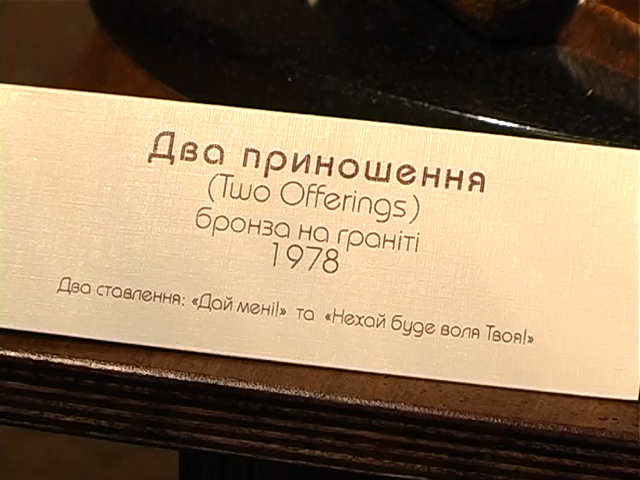 Два приношення
(Two Offerings)
бронза на граніті
1978
Два ставлення: «Дай мені!» та «Нехай буде воля Твоя!»